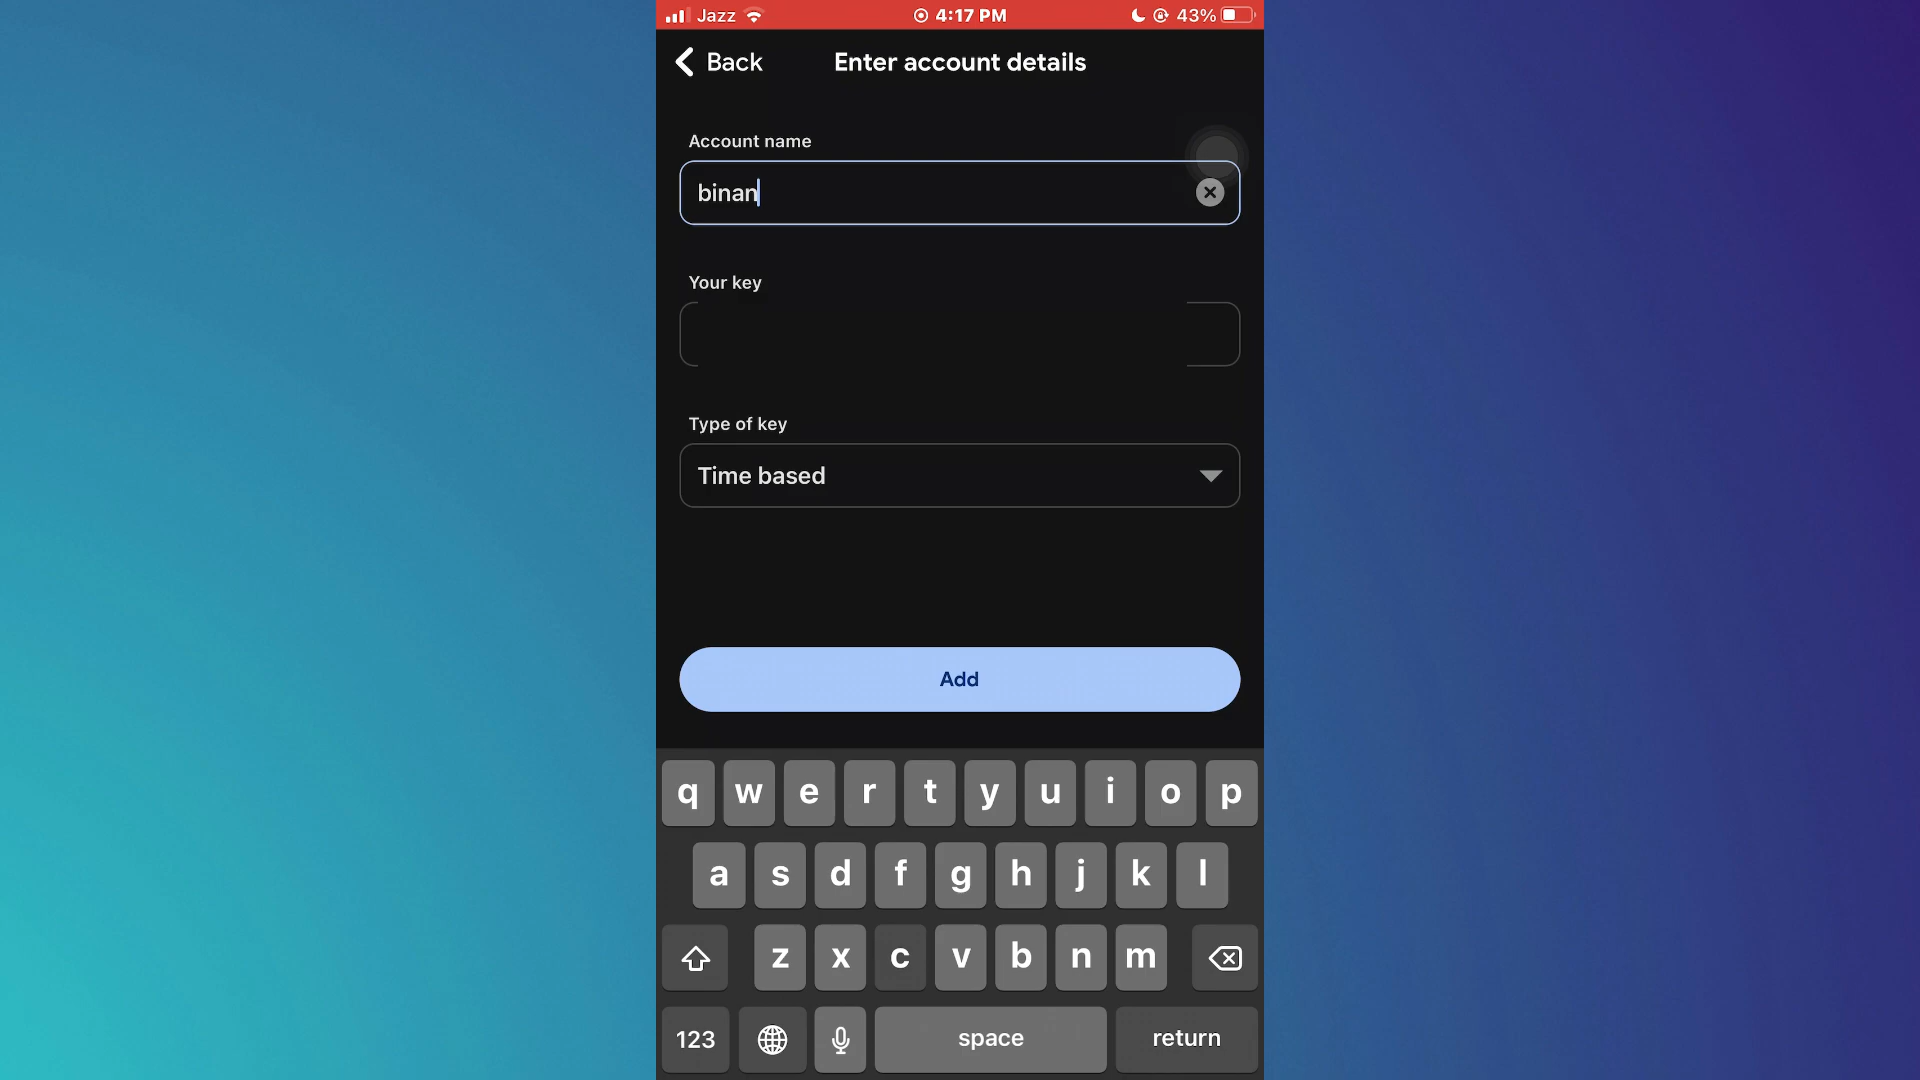 Jazz 4:17 PM 43%
Back Enter account details
Account name
binan
Your key
Type of key
Time based
Add
q w e r t y u i o p
a s d f g h j k l
z x c v b n m
123 space return